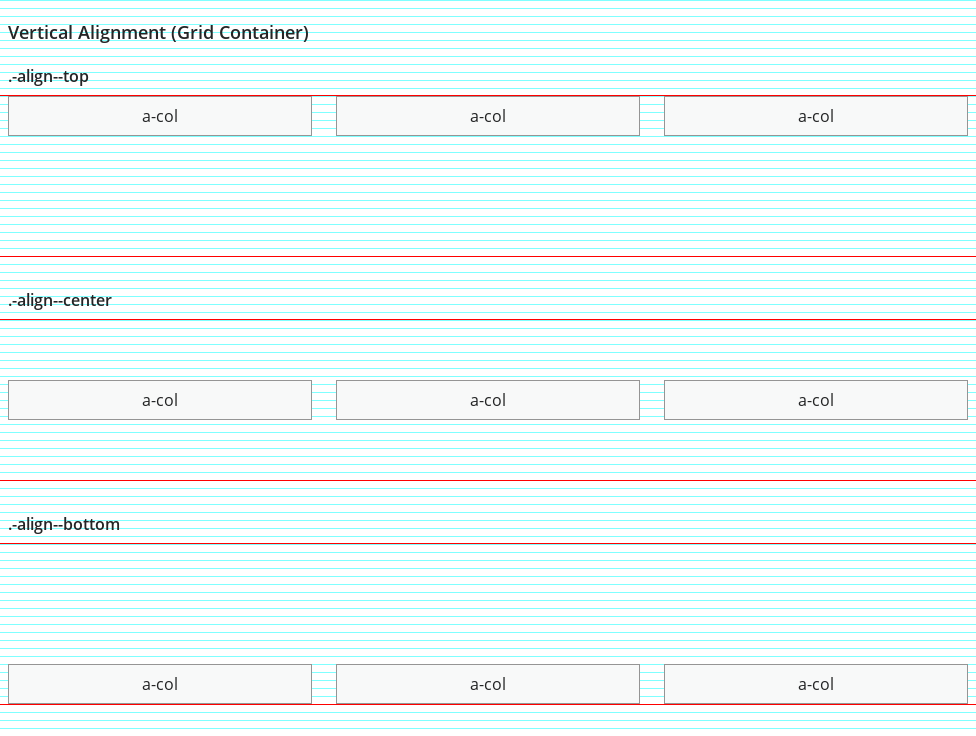 Vertical Alignment (Grid Container)
.-align--top
a-col a-col a-col
.-align--center
a-col a-col a-col
.-align--bottom
a-col a-col a-col